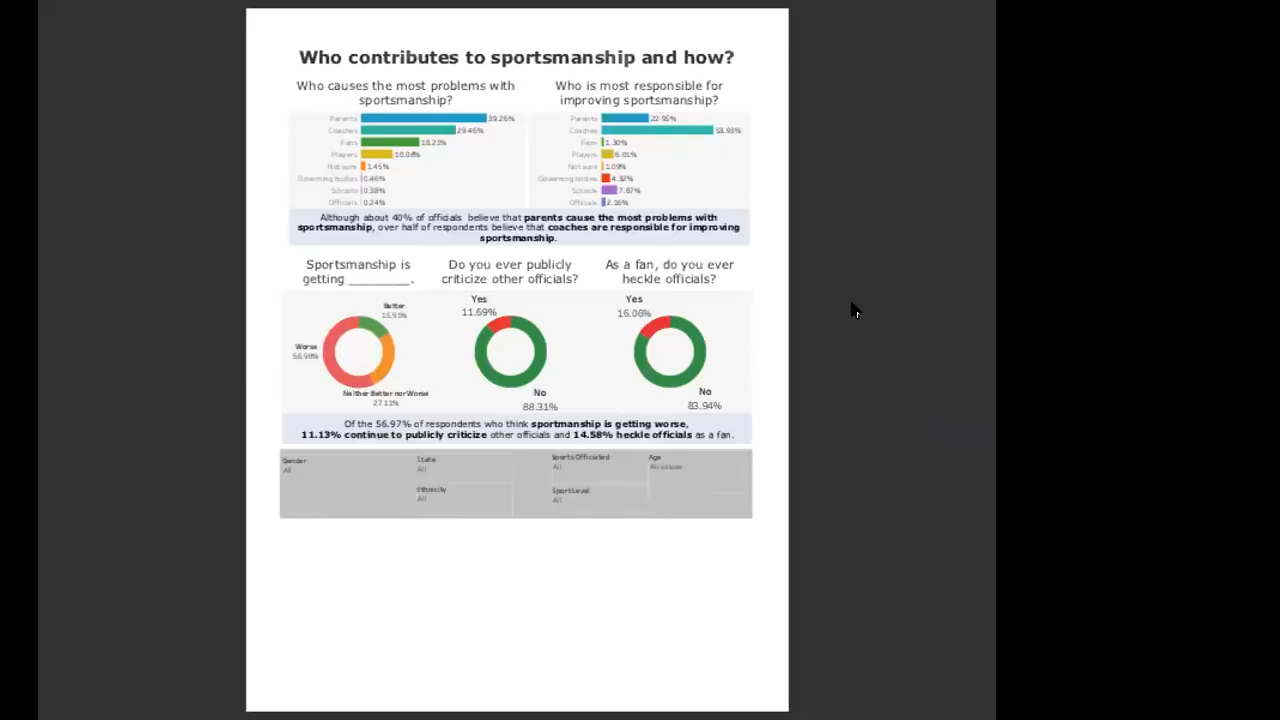 Who contributes to sportsmanship and how?
Who causes the most problems with
sportsmanship?
Parents 39.26%
Coaches 29.46%
Fans 18.21%
Players 10.08%
Not sure 1.45%
Governing bodies 0.46%
Schools 0.38%
Officials 0.24%
Who is most responsible for
improving sportsmanship?
Parents 22.95%
Coaches 53.93%
Fans 1.30%
Players 6.01%
Not sure 1.09%
Governing bodies 4.32%
Schools 7.87%
Officials 2.16%
Although about 40% of officials believe that parents cause the most problems with
sportsmanship, over half of respondents believe that coaches are responsible for improving
sportsmanship.
Sportsmanship is
getting ________.
Better
15.91%
Worse
56.98%
Neither Better nor Worse
27.11%
Do you ever publicly
criticize other officials?
Yes
11.69%
No
88.31%
As a fan, do you ever
heckle officials?
Yes
16.06%
No
83.94%
Of the 56.97% of respondents who think sportmanship is getting worse,
11.13% continue to publicly criticize other officials and 14.58% heckle officials as a fan.
Gender
All
State
All
Ethnicity
All
Sports Officiated
All
Sport Level
All
Age
All values